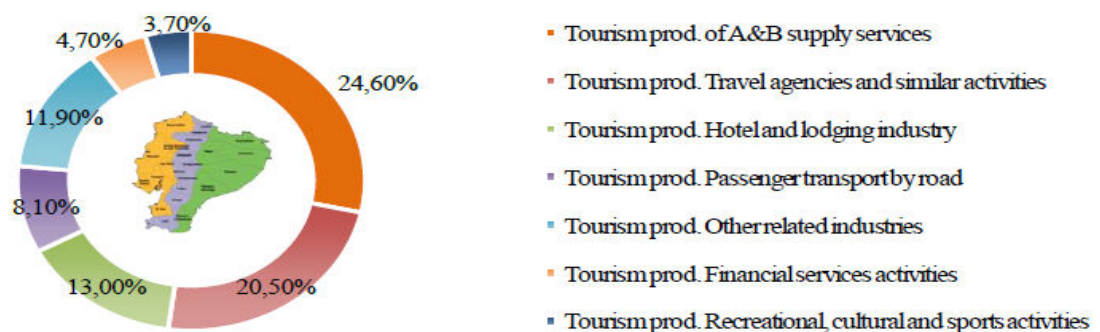 3,70%
4,70%
24,60%
11,90%
8,10%
13,00%
20,50%
Tourism prod. of A&B supply services
Tourism prod. Travel agencies and similar activities
Tourism prod. Hotel and lodging industry
Tourism prod. Passenger transport by road
Tourism prod. Other related industries
Tourism prod. Financial services activities
Tourism prod. Recreational, cultural and sports activities